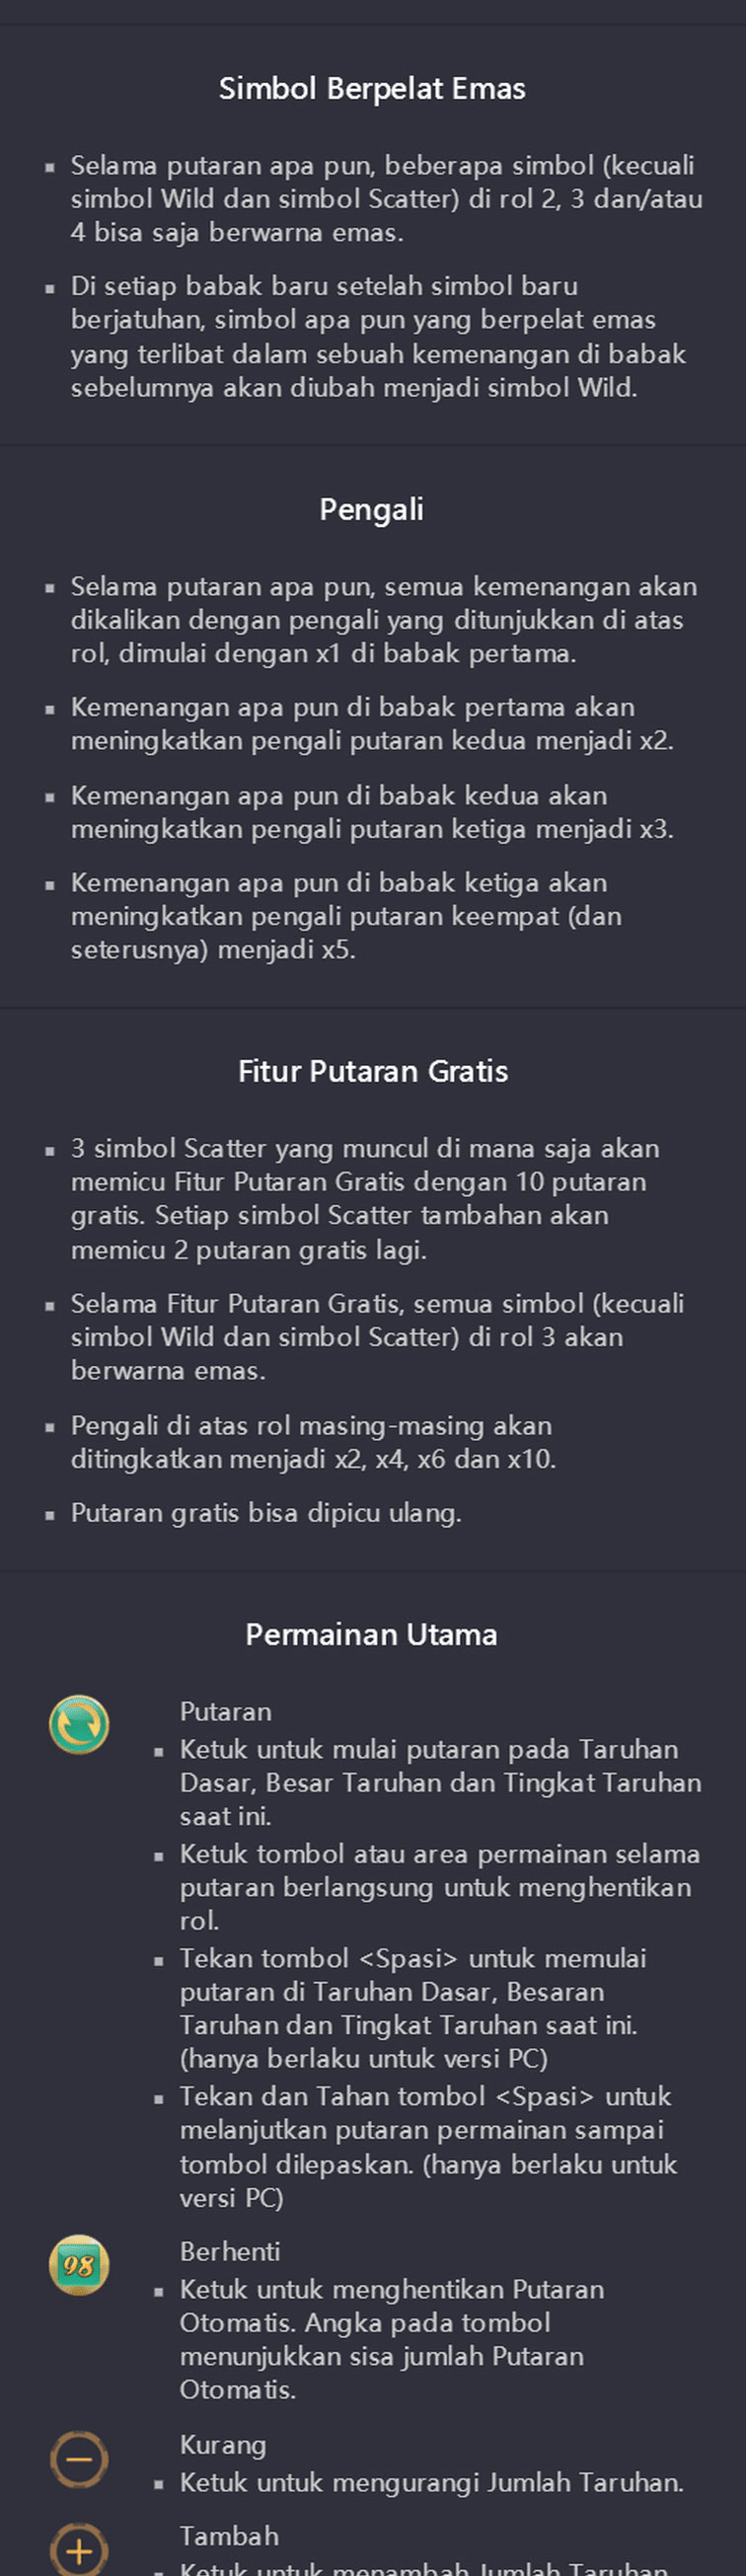 Simbol Berpelat Emas
Selama putaran apa pun, beberapa simbol (kecuali
simbol Wild dan simbol Scatter) di rol 2, 3 dan/atau
4 bisa saja berwarna emas.
Di setiap babak baru setelah simbol baru
berjatuhan, simbol apa pun yang berpelat emas
yang terlibat dalam sebuah kemenangan di babak
sebelumnya akan diubah menjadi simbol Wild.
Pengali
Selama putaran apa pun, semua kemenangan akan
dikalikan dengan pengali yang ditunjukkan di atas
rol, dimulai dengan x1 di babak pertama.
Kemenangan apa pun di babak pertama akan
meningkatkan pengali putaran kedua menjadi x2.
Kemenangan apa pun di babak kedua akan
meningkatkan pengali putaran ketiga menjadi x3.
Kemenangan apa pun di babak ketiga akan
meningkatkan pengali putaran keempat (dan
seterusnya) menjadi x5.
Fitur Putaran Gratis
3 simbol Scatter yang muncul di mana saja akan
memicu Fitur Putaran Gratis dengan 10 putaran
gratis. Setiap simbol Scatter tambahan akan
memicu 2 putaran gratis lagi.
Selama Fitur Putaran Gratis, semua simbol (kecuali
simbol Wild dan simbol Scatter) di rol 3 akan
berwarna emas.
Pengali di atas rol masing-masing akan
ditingkatkan menjadi x2, x4, x6 dan x10.
Putaran gratis bisa dipicu ulang.
Permainan Utama
Putaran
Ketuk untuk mulai putaran pada Taruhan
Dasar, Besar Taruhan dan Tingkat Taruhan
saat ini.
Ketuk tombol atau area permainan selama
putaran berlangsung untuk menghentikan
rol.
Tekan tombol <Spasi> untuk memulai
putaran di Taruhan Dasar, Besaran
Taruhan dan Tingkat Taruhan saat ini.
(hanya berlaku untuk versi PC)
Tekan dan Tahan tombol <Spasi> untuk
melanjutkan putaran permainan sampai
tombol dilepaskan. (hanya berlaku untuk
versi PC)
98
Berhenti
Ketuk untuk menghentikan Putaran
Otomatis. Angka pada tombol
menunjukkan sisa jumlah Putaran
Otomatis.
Kurang
Ketuk untuk mengurangi Jumlah Taruhan.
Tambah
Ketuk untuk menambah Jumlah Taruhan.